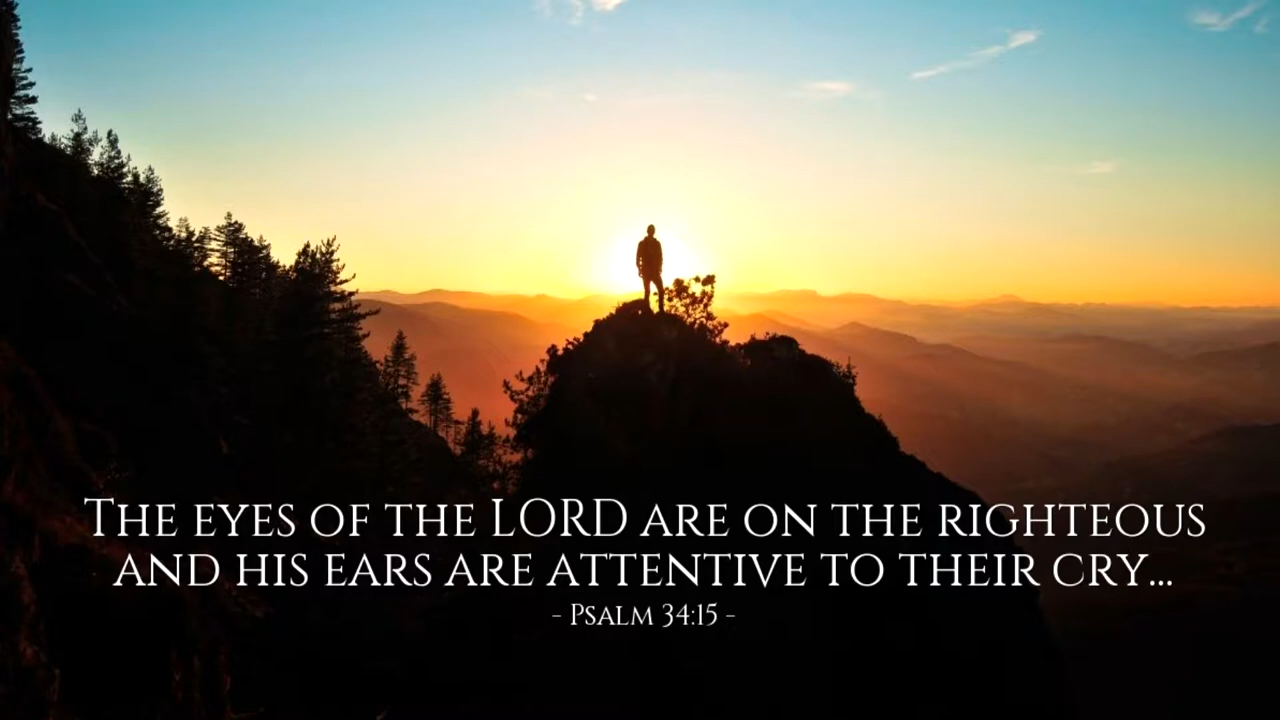 The eyes of the LORD are on the righteous
and his ears are attentive to their cry...
- Psalm 34:15 -